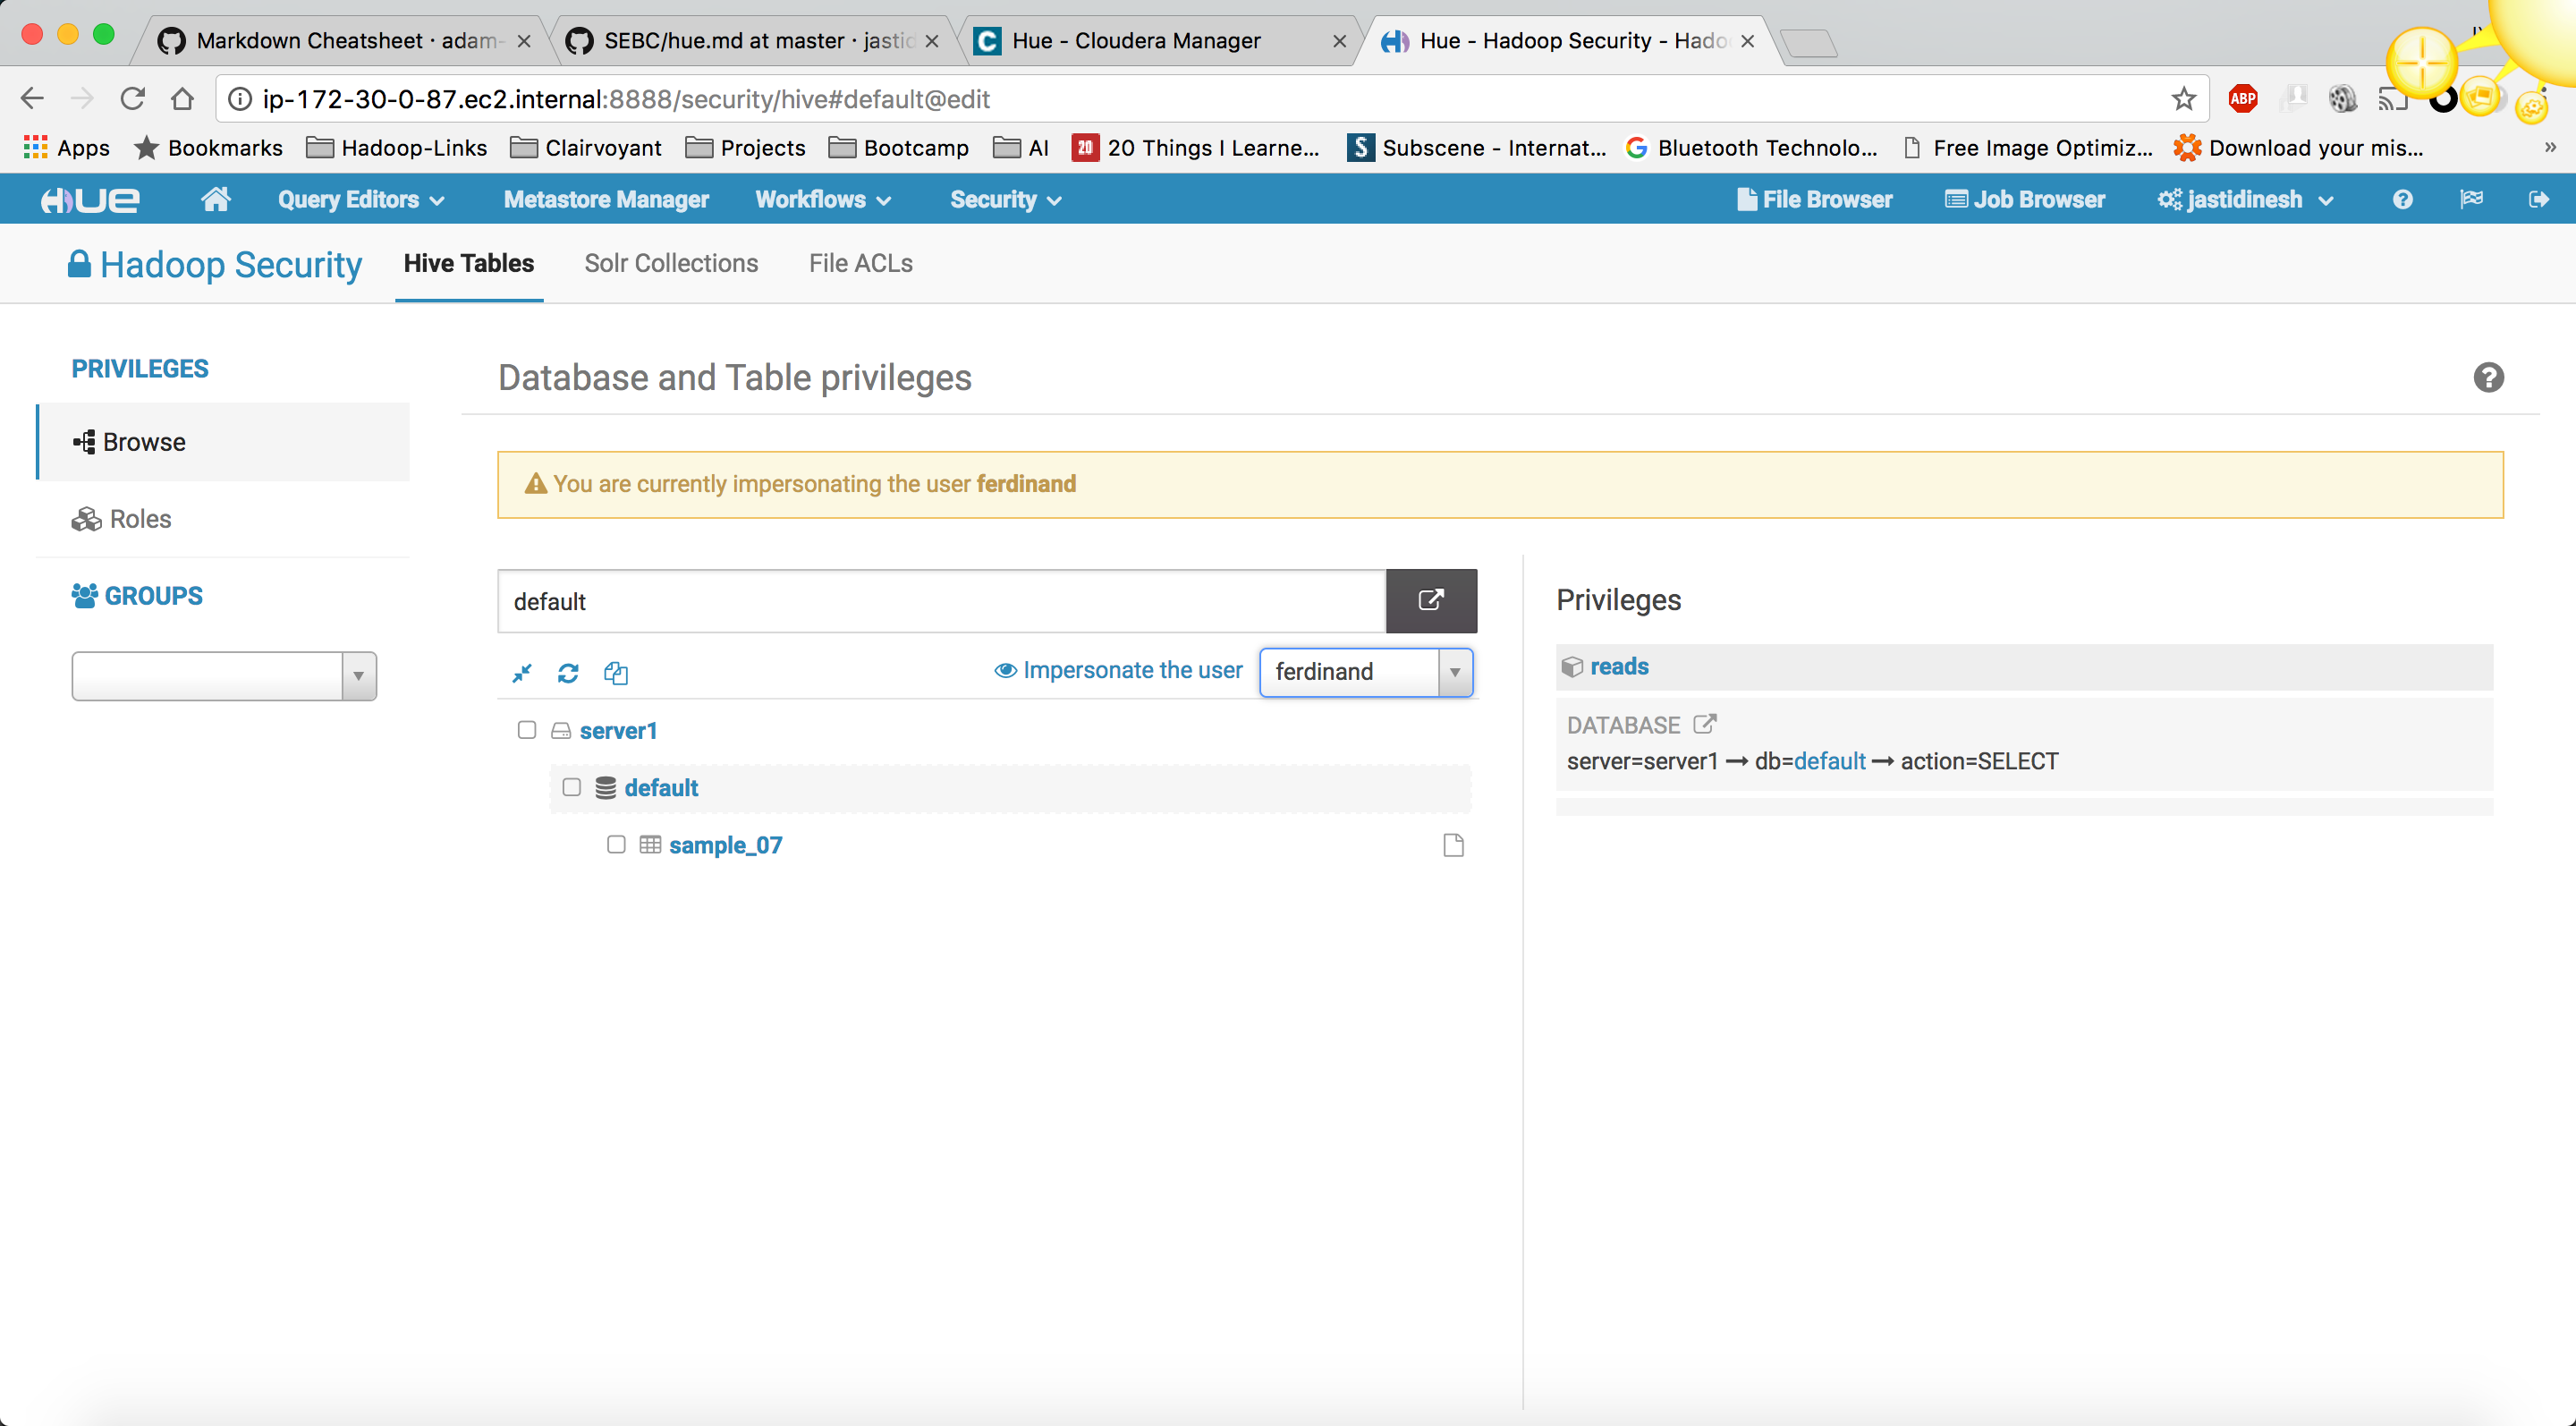 Markdown Cheatsheet · adam-
SEBC/hue.md at master · jastid
Hue - Cloudera Manager
Hue - Hadoop Security - Hado
ip-172-30-0-87.ec2.internal:8888/security/hive#default@edit
ABP
Apps
Bookmarks
Hadoop-Links
Clairvoyant
Projects
Bootcamp
AI
20 Things I Learne...
Subscene - Internat...
Bluetooth Technolo...
Free Image Optimiz...
Download your mis...
»
HUE
Query Editors
Metastore Manager
Workflows
Security
File Browser
Job Browser
jastidinesh
Hadoop Security
Hive Tables
Solr Collections
File ACLs
PRIVILEGES
Browse
Roles
GROUPS
Database and Table privileges
You are currently impersonating the user ferdinand
default
Impersonate the user
ferdinand
server1
default
sample_07
Privileges
reads
DATABASE
server=server1 → db=default → action=SELECT